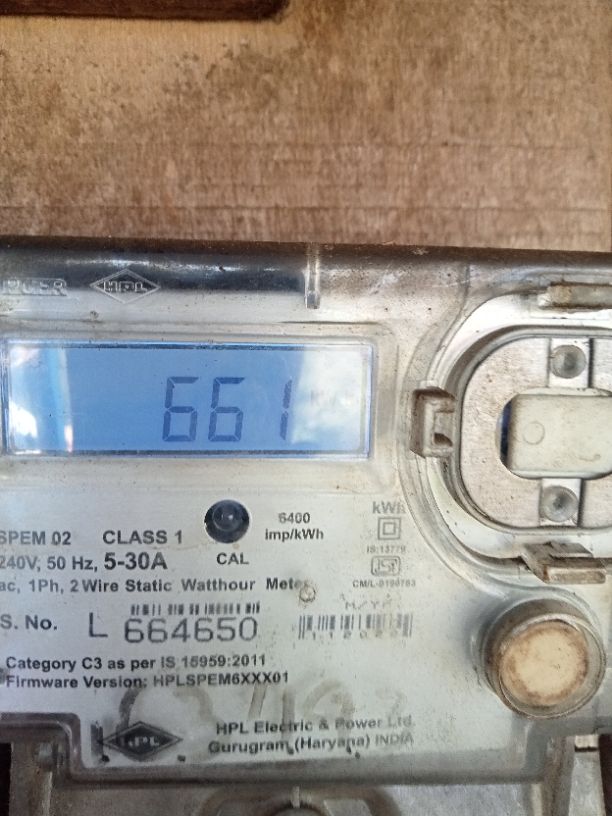 HPL
661
SPEM 02 CLASS 1
6400
imp/kWh
kWh
240V, 50 Hz, 5-30A
CAL
IS:13779
ac, 1Ph, 2 Wire Static Watthour Meter
S. No. L 664650
Category C3 as per IS 15959:2011
Firmware Version: HPLSPEM6XXX01
HPL
HPL Electric & Power Ltd.
Gurugram (Haryana) INDIA